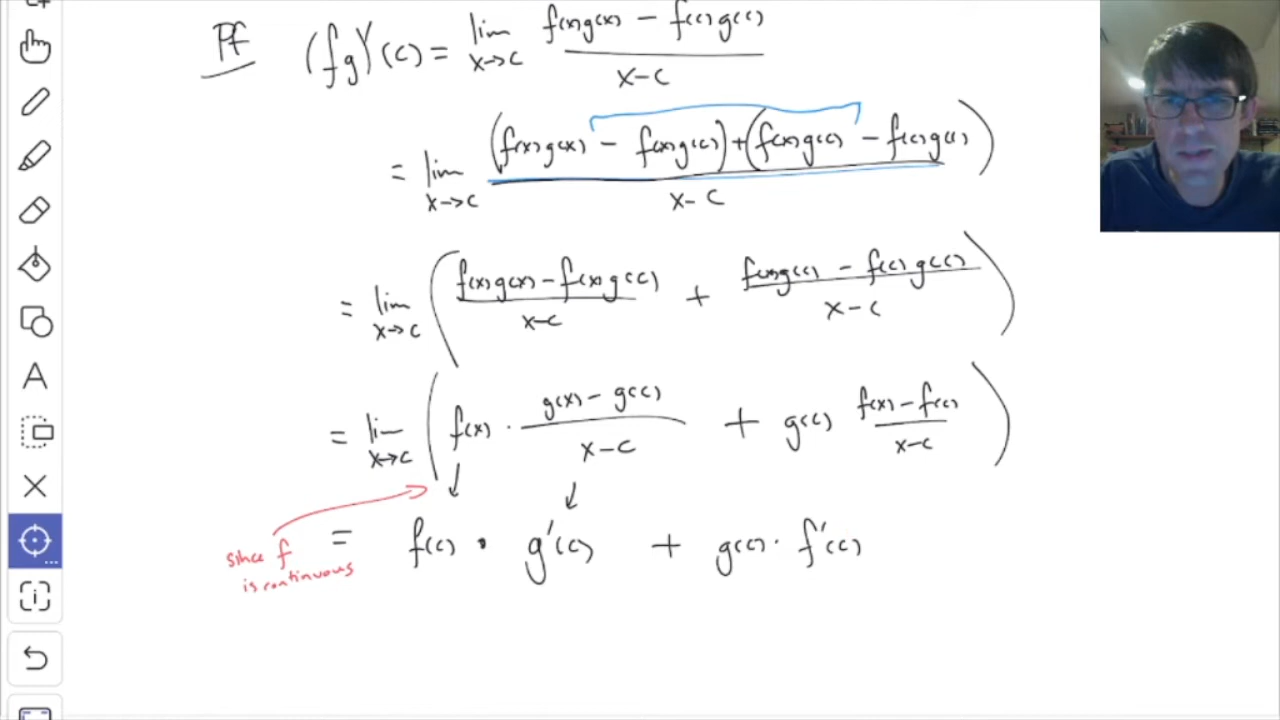 Pf (fg)'(c) = lim x→c f(x)g(x) − f(c)g(c) / x−c
= lim x→c (f(x)g(x) − f(x)g(c)) + (f(x)g(c) − f(c)g(c)) / x−c
= lim x→c ( f(x)g(x) − f(x)g(c) / x−c + f(x)g(c) − f(c)g(c) / x−c )
= lim x→c ( f(x) · g(x) − g(c) / x−c + g(c) f(x) − f(c) / x−c )
↓ ↓
= f(c) · g'(c) + g(c) · f'(c)
since f
is continuous
A